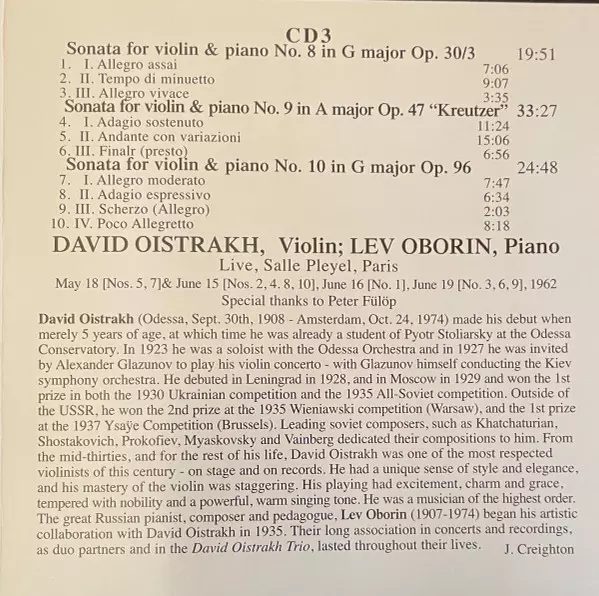 CD3
Sonata for violin & piano No. 8 in G major Op. 30/3 19:51
1. I. Allegro assai 7:06
2. II. Tempo di minuetto 9:07
3. III. Allegro vivace 3:35
Sonata for violin & piano No. 9 in A major Op. 47 “Kreutzer” 33:27
4. I. Adagio sostenuto 11:24
5. II. Andante con variazioni 15:06
6. III. Finalr (presto) 6:56
Sonata for violin & piano No. 10 in G major Op. 96 24:48
7. I. Allegro moderato 7:47
8. II. Adagio espressivo 6:34
9. III. Scherzo (Allegro) 2:03
10. IV. Poco Allegretto 8:18
DAVID OISTRAKH, Violin; LEV OBORIN, Piano
Live, Salle Pleyel, Paris
May 18 [Nos. 5, 7]& June 15 [Nos. 2, 4. 8, 10], June 16 [No. 1], June 19 [No. 3, 6, 9], 1962
Special thanks to Peter Fülöp
David Oistrakh (Odessa, Sept. 30th, 1908 - Amsterdam, Oct. 24, 1974) made his debut when
merely 5 years of age, at which time he was already a student of Pyotr Stoliarsky at the Odessa
Conservatory. In 1923 he was a soloist with the Odessa Orchestra and in 1927 he was invited
by Alexander Glazunov to play his violin concerto - with Glazunov himself conducting the Kiev
symphony orchestra. He debuted in Leningrad in 1928, and in Moscow in 1929 and won the 1st
prize in both the 1930 Ukrainian competition and the 1935 All-Soviet competition. Outside of
the USSR, he won the 2nd prize at the 1935 Wieniawski competition (Warsaw), and the 1st prize
at the 1937 Ysaÿe Competition (Brussels). Leading soviet composers, such as Khatchaturian,
Shostakovich, Prokofiev, Myaskovsky and Vainberg dedicated their compositions to him. From
the mid-thirties, and for the rest of his life, David Oistrakh was one of the most respected
violinists of this century - on stage and on records. He had a unique sense of style and elegance,
and his mastery of the violin was staggering. His playing had excitement, charm and grace,
tempered with nobility and a powerful, warm singing tone. He was a musician of the highest order.
The great Russian pianist, composer and pedagogue, Lev Oborin (1907-1974) began his artistic
collaboration with David Oistrakh in 1935. Their long association in concerts and recordings,
as duo partners and in the David Oistrakh Trio, lasted throughout their lives. J. Creighton